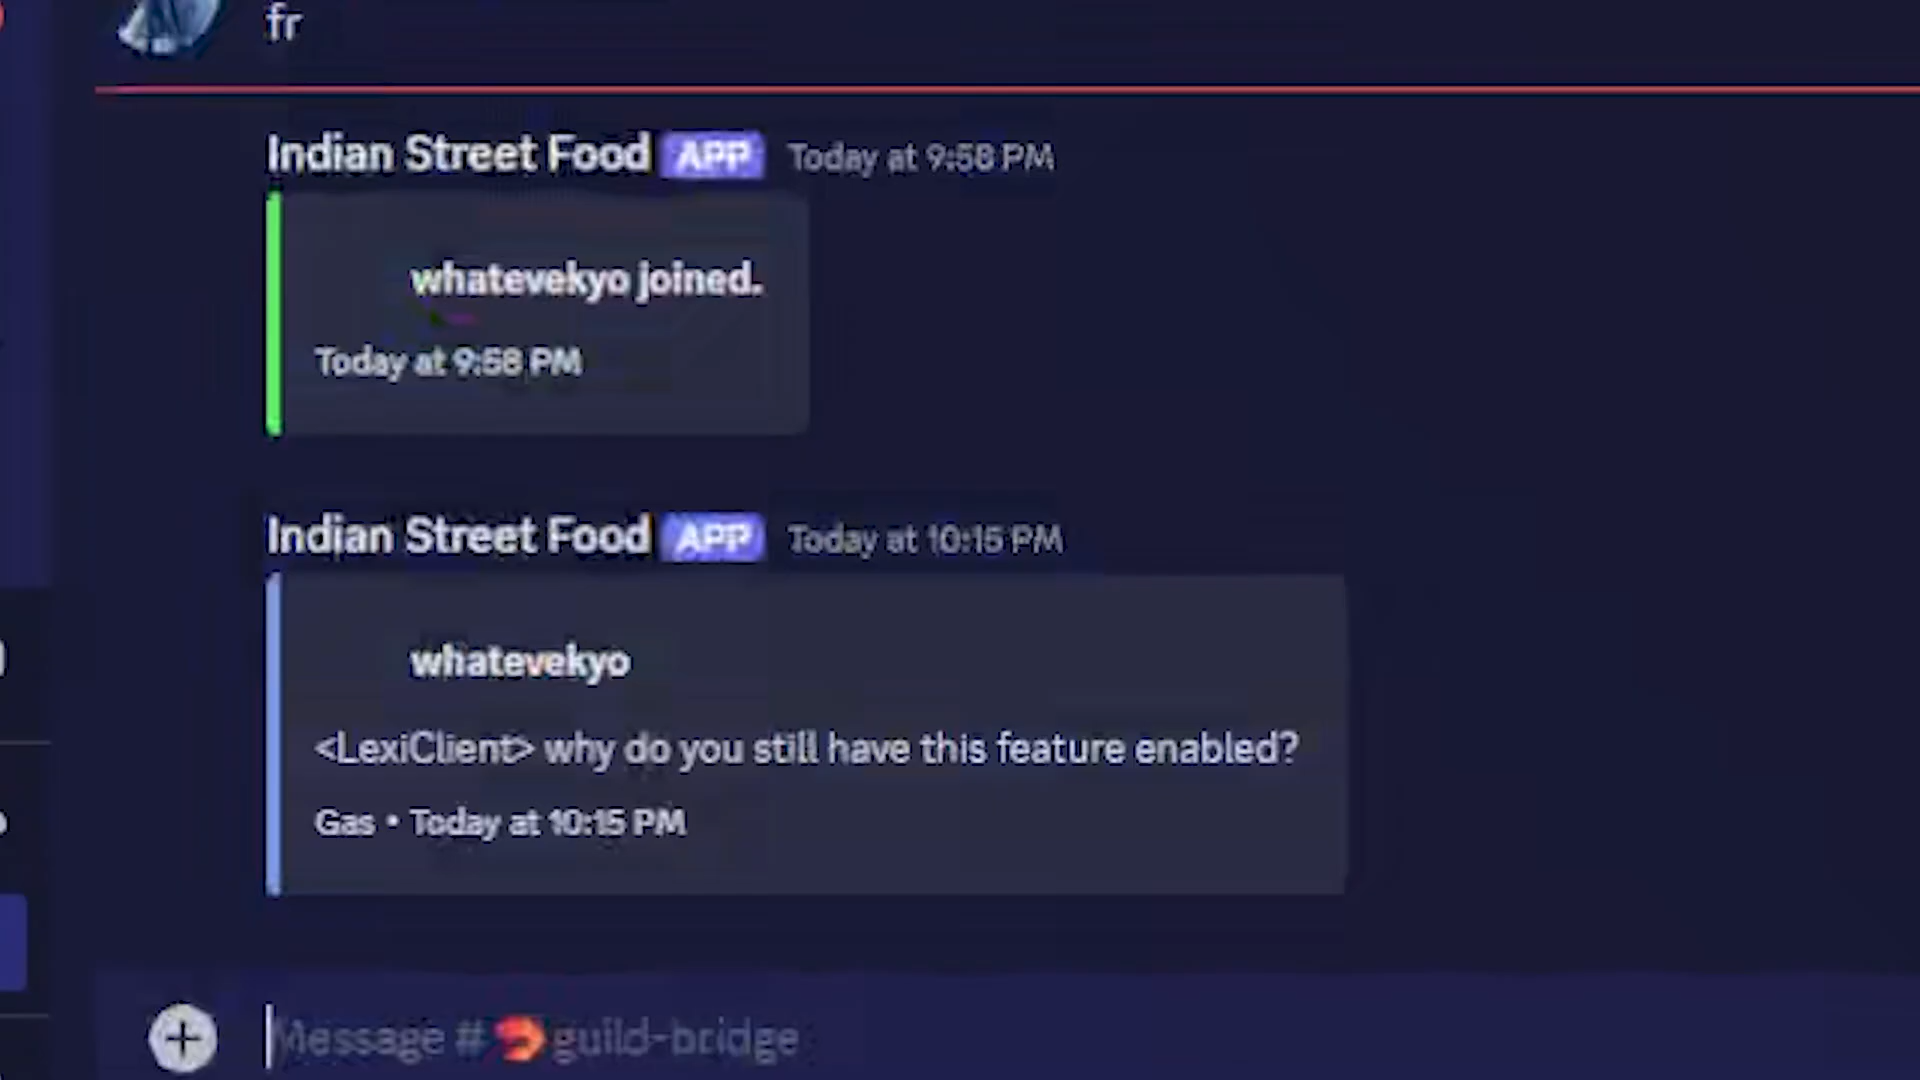 fr
Indian Street Food APP Today at 9:58 PM
whatevekyo joined.
Today at 9:58 PM
Indian Street Food APP Today at 10:15 PM
whatevekyo
<LexiClient> why do you still have this feature enabled?
Gas • Today at 10:15 PM
Message # guild-bridge